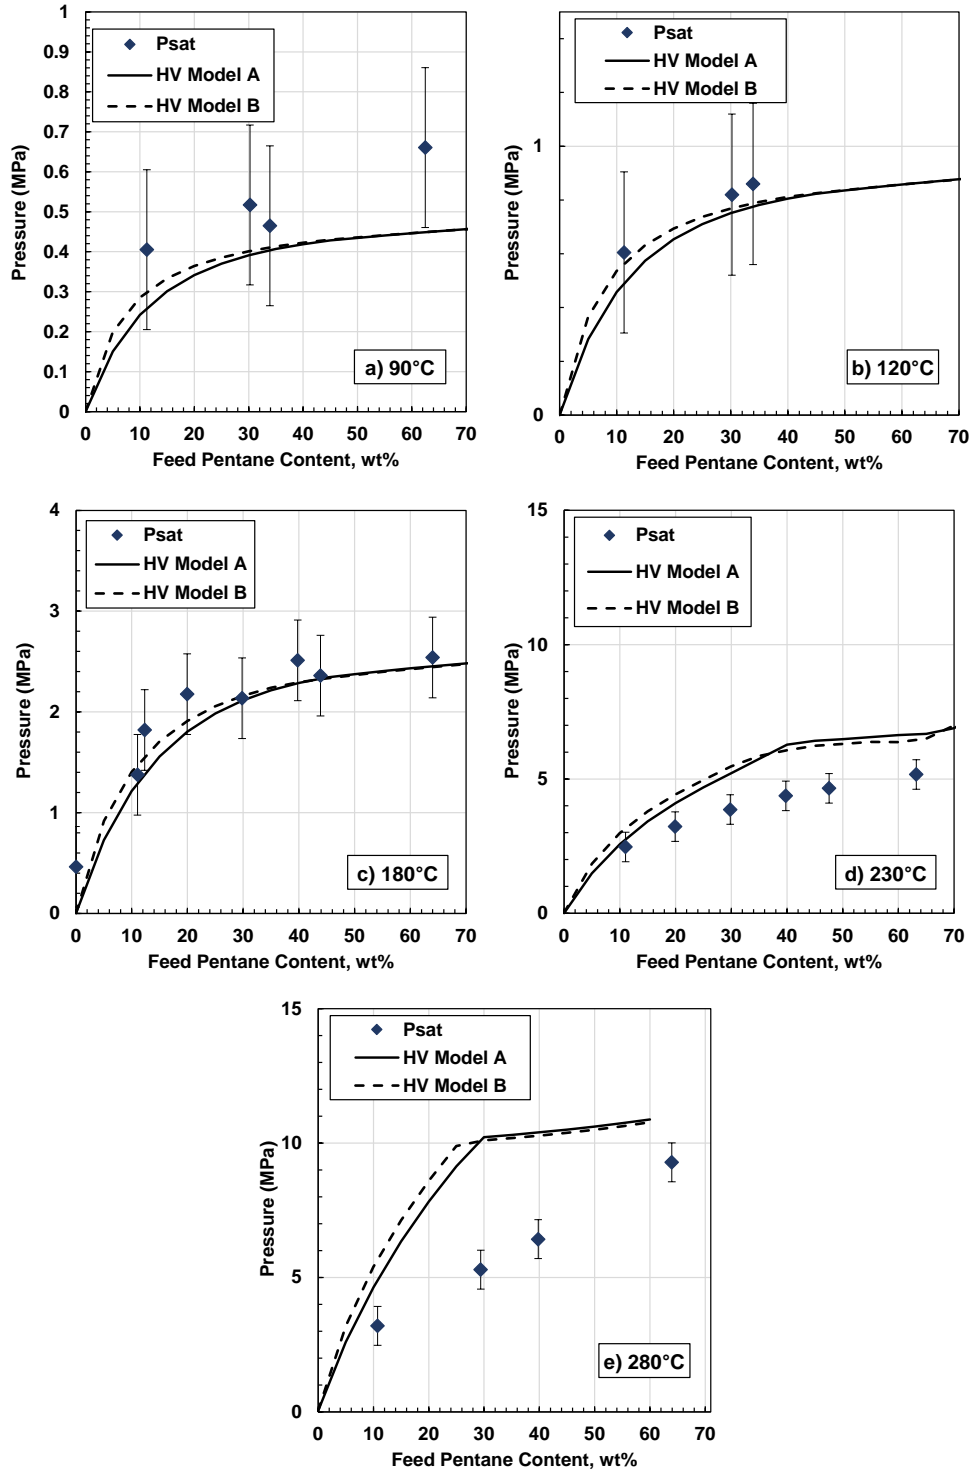 1
0.9
0.8
0.7
0.6
0.5
0.4
0.3
0.2
0.1
0
Pressure (MPa)
Psat
HV Model A
HV Model B
a) 90°C
0 10 20 30 40 50 60 70
Feed Pentane Content, wt%
1
0
Pressure (MPa)
Psat
HV Model A
HV Model B
b) 120°C
0 10 20 30 40 50 60 70
Feed Pentane Content, wt%
4
3
2
1
0
Pressure (MPa)
Psat
HV Model A
HV Model B
c) 180°C
0 10 20 30 40 50 60 70
Feed Pentane Content, wt%
15
10
5
0
Pressure (MPa)
Psat
HV Model A
HV Model B
d) 230°C
0 10 20 30 40 50 60 70
Feed Pentane Content, wt%
15
10
5
0
Pressure (MPa)
Psat
HV Model A
HV Model B
e) 280°C
0 10 20 30 40 50 60 70
Feed Pentane Content, wt%